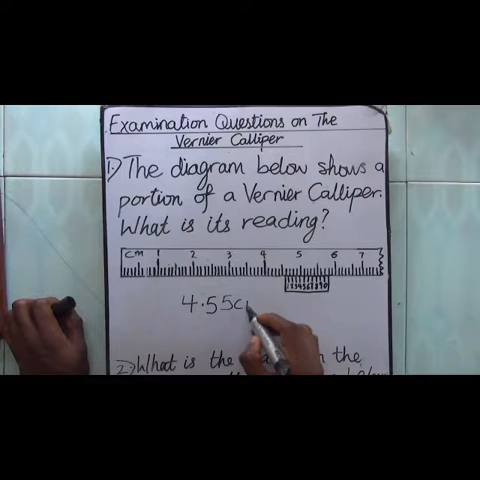 Examination Questions on The
Vernier Calliper
1) The diagram below shows a
portion of a Vernier Calliper.
What is its reading?
Cm 1 2 3 4 5 6 7
4.55c
2) What is the the